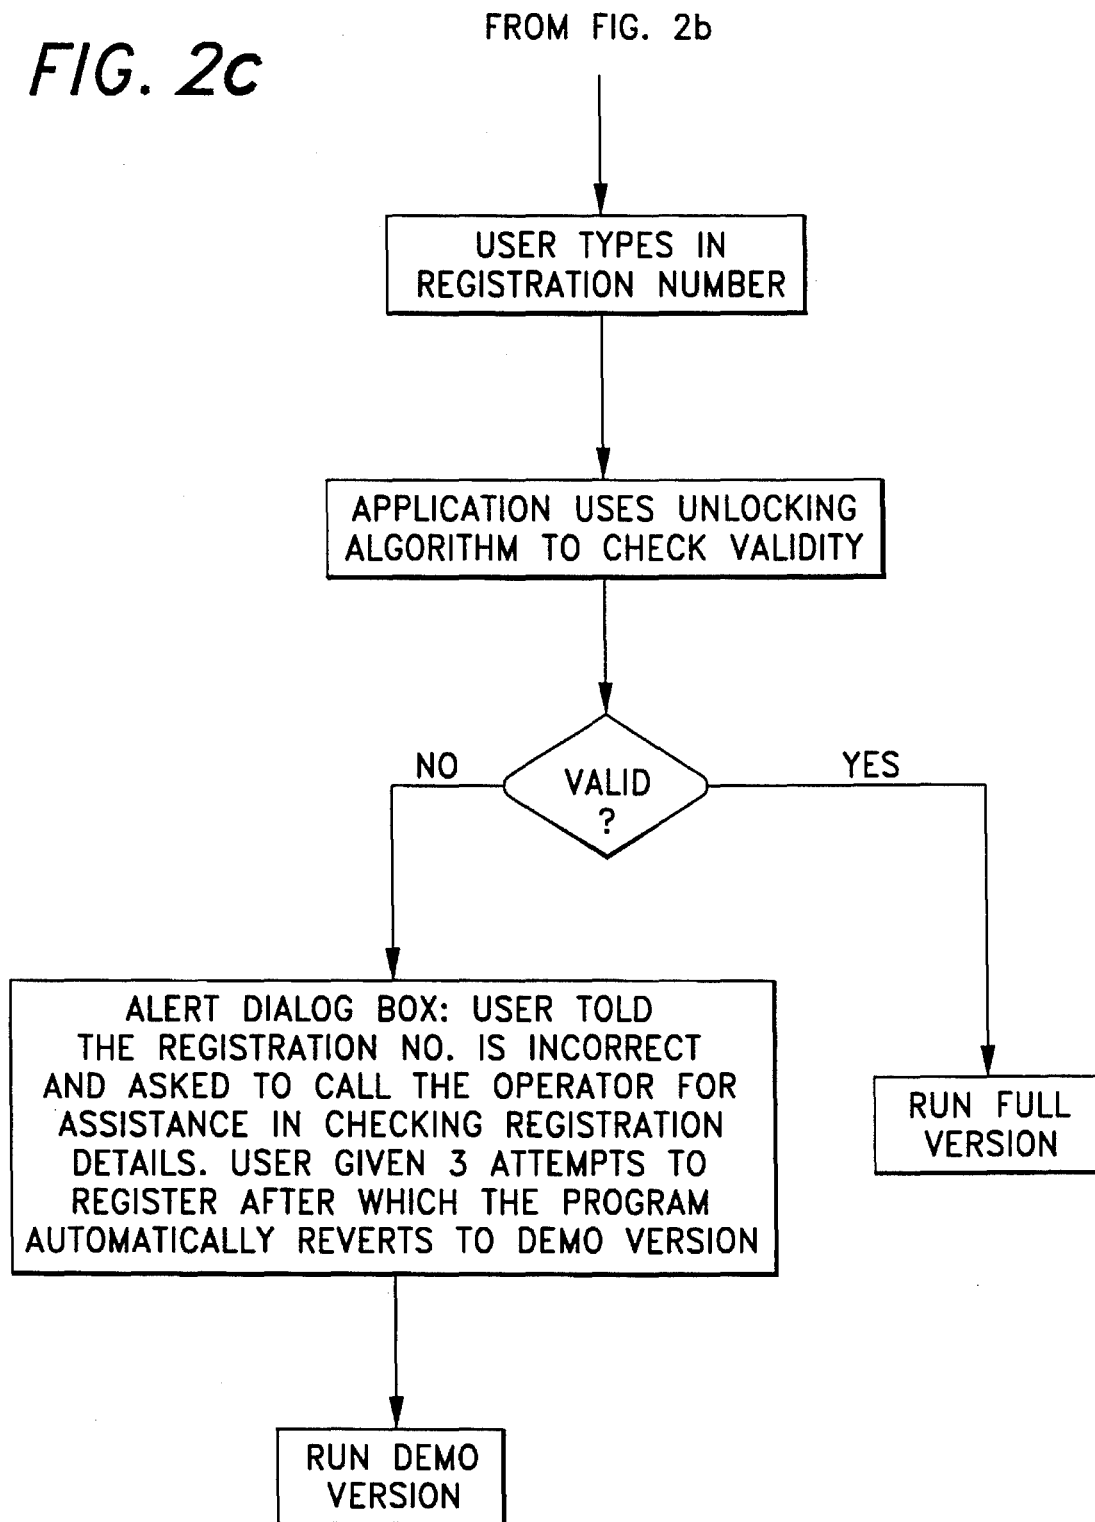 FROM FIG. 2b
FIG. 2c
USER TYPES IN
REGISTRATION NUMBER
APPLICATION USES UNLOCKING
ALGORITHM TO CHECK VALIDITY
NO
VALID
?
YES
ALERT DIALOG BOX: USER TOLD
THE REGISTRATION NO. IS INCORRECT
AND ASKED TO CALL THE OPERATOR FOR
ASSISTANCE IN CHECKING REGISTRATION
DETAILS. USER GIVEN 3 ATTEMPTS TO
REGISTER AFTER WHICH THE PROGRAM
AUTOMATICALLY REVERTS TO DEMO VERSION
RUN FULL
VERSION
RUN DEMO
VERSION